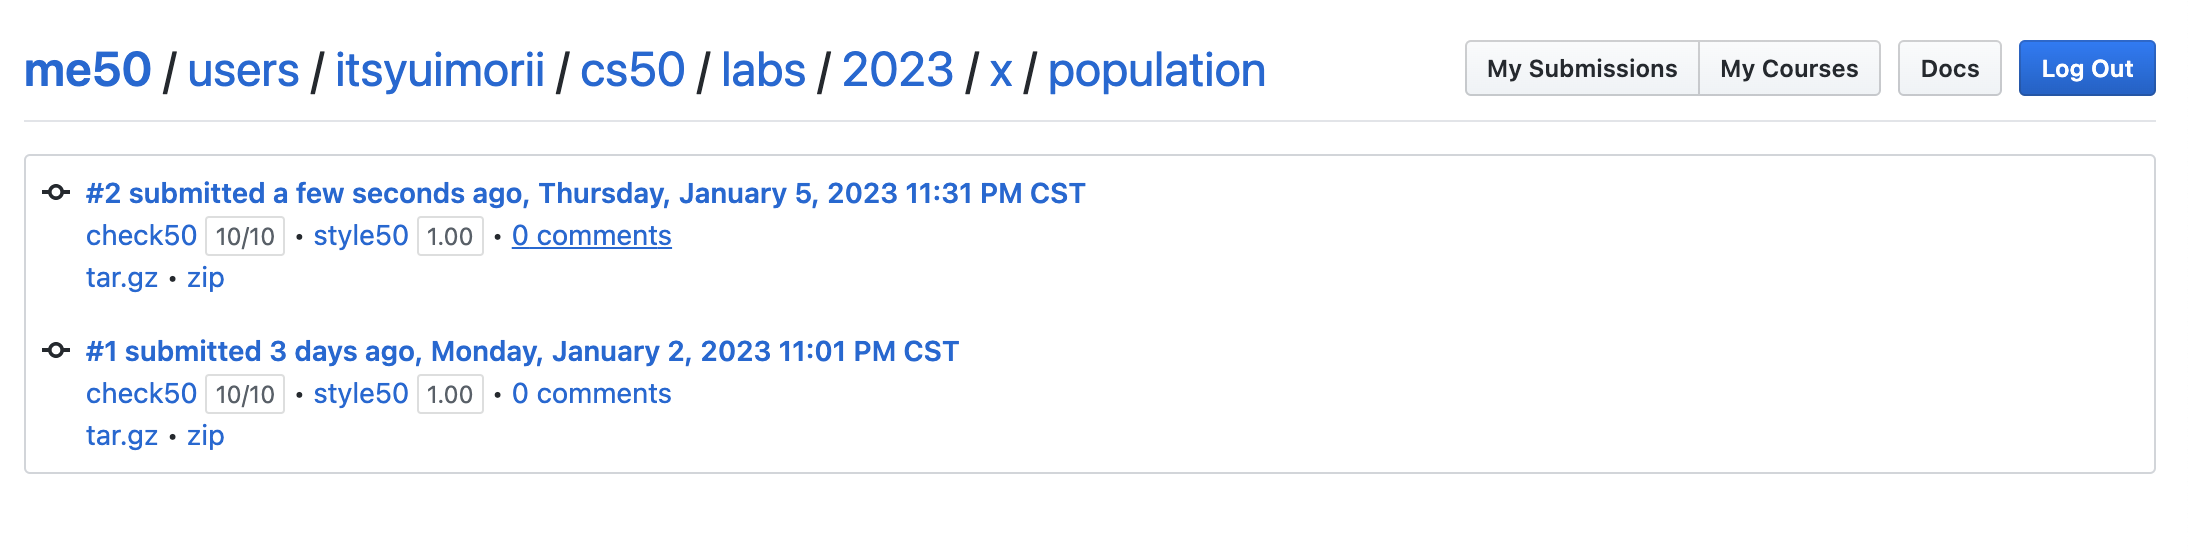 me50 / users / itsyuimorii / cs50 / labs / 2023 / x / population My Submissions My Courses Docs Log Out
#2 submitted a few seconds ago, Thursday, January 5, 2023 11:31 PM CST
check50 10/10 • style50 1.00 • 0 comments
tar.gz • zip
#1 submitted 3 days ago, Monday, January 2, 2023 11:01 PM CST
check50 10/10 • style50 1.00 • 0 comments
tar.gz • zip